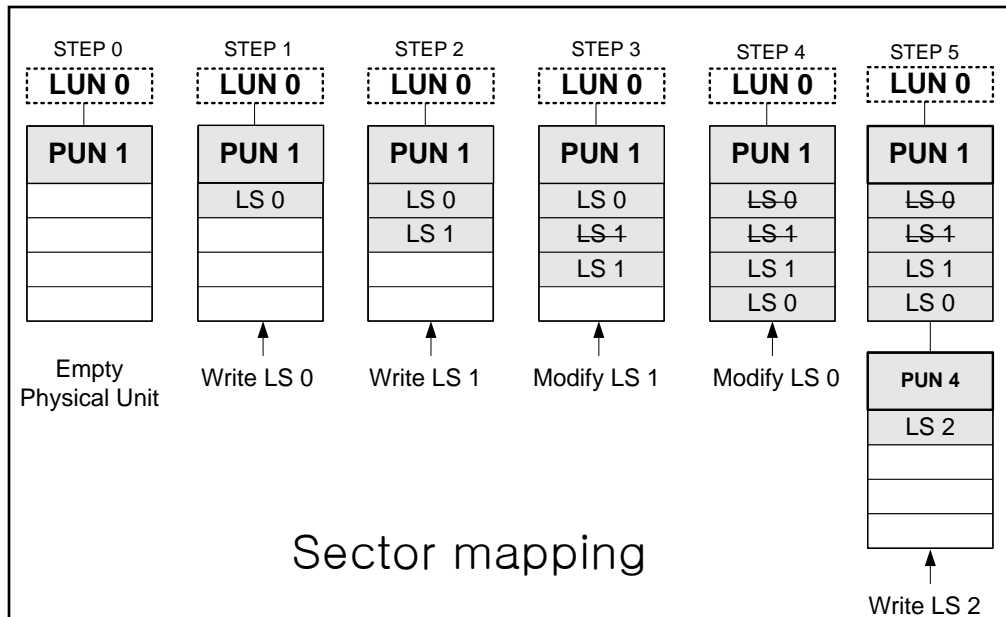 STEP 0
LUN 0
PUN 1
Empty
Physical Unit
STEP 1
LUN 0
PUN 1
LS 0
Write LS 0
STEP 2
LUN 0
PUN 1
LS 0
LS 1
Write LS 1
STEP 3
LUN 0
PUN 1
LS 0
LS 1
LS 1
Modify LS 1
STEP 4
LUN 0
PUN 1
LS 0
LS 1
LS 1
LS 0
Modify LS 0
STEP 5
LUN 0
PUN 1
LS 0
LS 1
LS 1
LS 0
PUN 4
LS 2
Write LS 2
Sector mapping